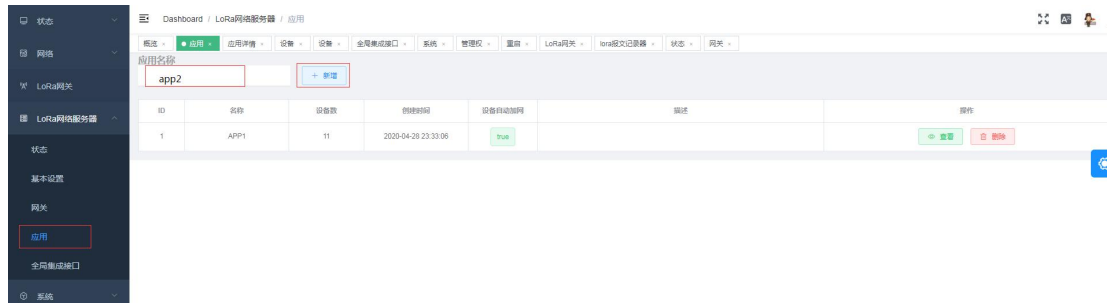 状态
网络
LoRa网关
LoRa网络服务器
状态
基本设置
网关
应用
全局集成接口
系统
Dashboard / LoRa网络服务器 / 应用
概览 × 应用 × 应用详情 × 设备 × 设备 × 全局集成接口 × 系统 × 管理权 × 重启 × LoRa网关 × lora报文记录器 × 状态 × 网关 ×
应用名称
app2 + 新增
ID 名称 设备数 创建时间 设备自动加网 描述 操作
1 APP1 11 2020-04-28 23:33:06 true 查看 删除